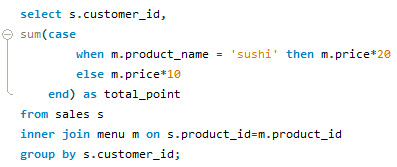 select s.customer_id,
sum(case
when m.product_name = 'sushi' then m.price*20
else m.price*10
end) as total_point
from sales s
inner join menu m on s.product_id=m.product_id
group by s.customer_id;